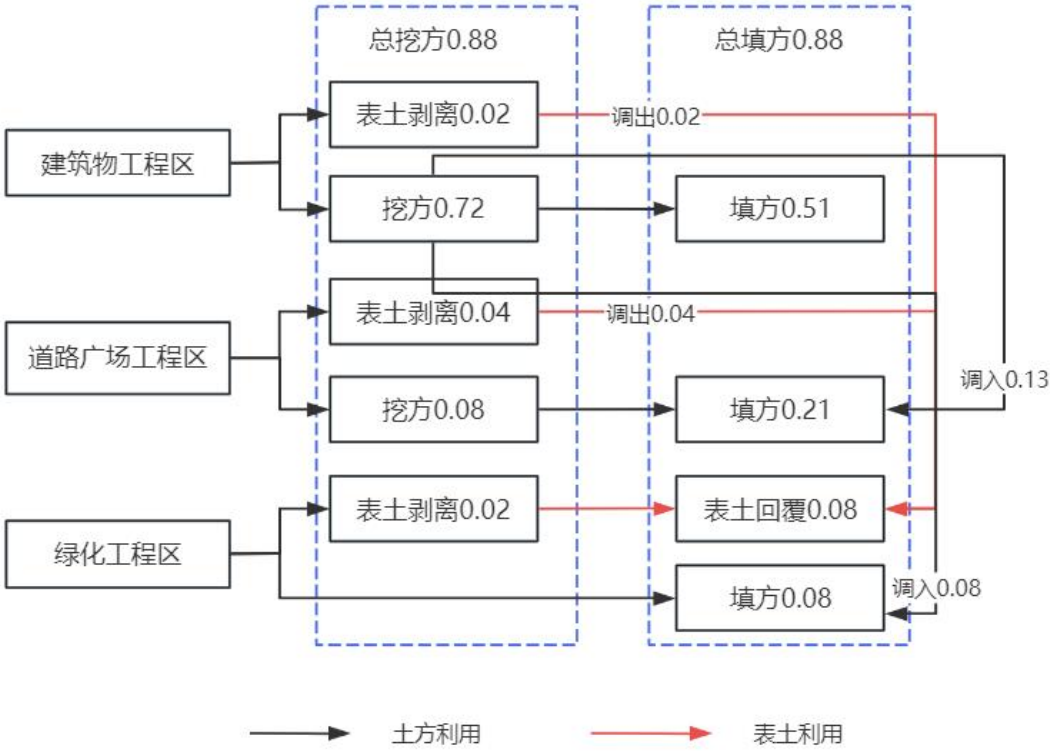 总挖方0.88
总填方0.88
表土剥离0.02
调出0.02
建筑物工程区
挖方0.72
填方0.51
表土剥离0.04
调出0.04
道路广场工程区
调入0.13
挖方0.08
填方0.21
表土剥离0.02
表土回覆0.08
绿化工程区
调入0.08
填方0.08
土方利用
表土利用